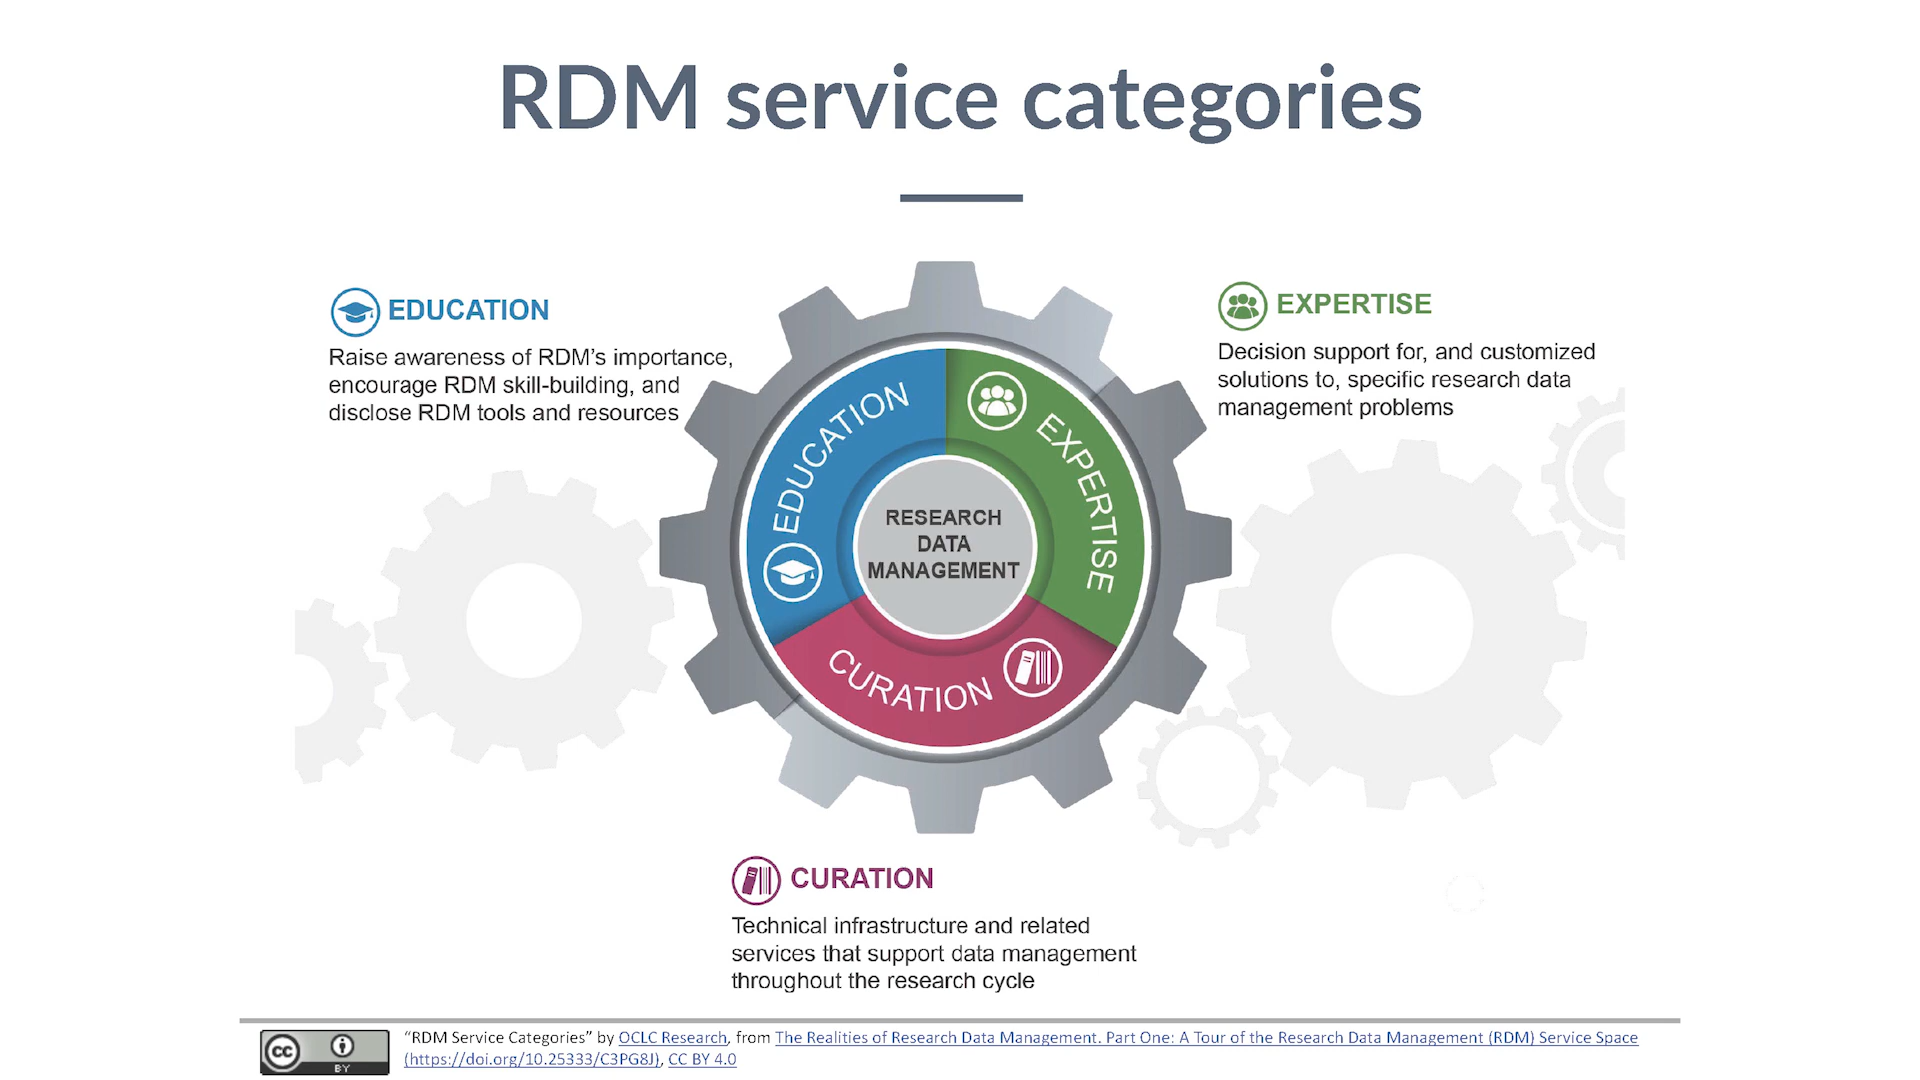 RDM service categories
EDUCATION
Raise awareness of RDM’s importance,
encourage RDM skill-building, and
disclose RDM tools and resources
EXPERTISE
Decision support for, and customized
solutions to, specific research data
management problems
EDUCATION
EXPERTISE
RESEARCH
DATA
MANAGEMENT
CURATION
CURATION
Technical infrastructure and related
services that support data management
throughout the research cycle
cc
BY
“RDM Service Categories” by OCLC Research, from The Realities of Research Data Management. Part One: A Tour of the Research Data Management (RDM) Service Space
(https://doi.org/10.25333/C3PG8J), CC BY 4.0